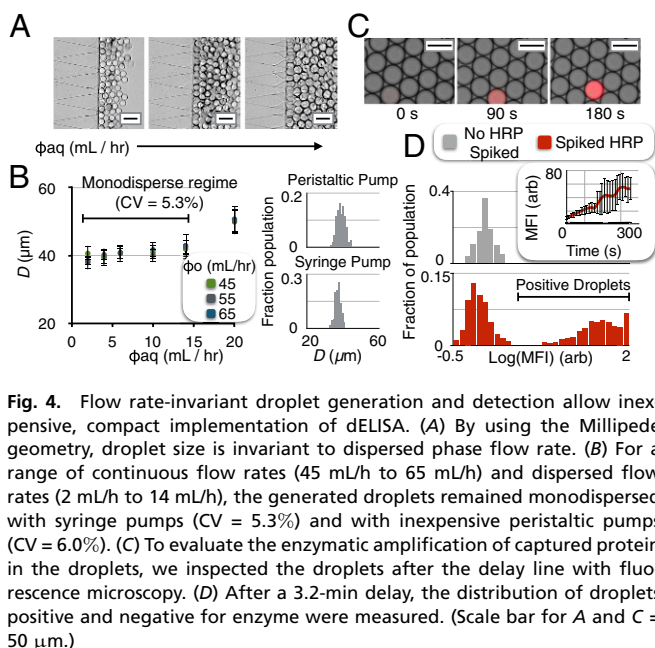 A
ϕaq (mL / hr)
C
0 s
90 s
180 s
B
Monodisperse regime
(CV = 5.3%)
60
40
20
D (μm)
ϕo (mL/hr)
45
55
65
0
5
10
15
20
ϕaq (mL / hr)
Peristaltic Pump
0.2
0
Syringe Pump
0.3
0
Fraction population
20
60
D (μm)
D
No HRP
Spiked
Spiked HRP
0.4
0
80
0
MFI (arb)
0
300
Time (s)
Fraction of population
0.15
0
Positive Droplets
-0.5
2
Log(MFI) (arb)
Fig. 4. Flow rate-invariant droplet generation and detection allow inex-
pensive, compact implementation of dELISA. (A) By using the Millipede
geometry, droplet size is invariant to dispersed phase flow rate. (B) For a
range of continuous flow rates (45 mL/h to 65 mL/h) and dispersed flow
rates (2 mL/h to 14 mL/h), the generated droplets remained monodispersed
with syringe pumps (CV = 5.3%) and with inexpensive peristaltic pumps
(CV = 6.0%). (C) To evaluate the enzymatic amplification of captured protein
in the droplets, we inspected the droplets after the delay line with fluo-
rescence microscopy. (D) After a 3.2-min delay, the distribution of droplets
positive and negative for enzyme were measured. (Scale bar for A and C =
50 μm.)